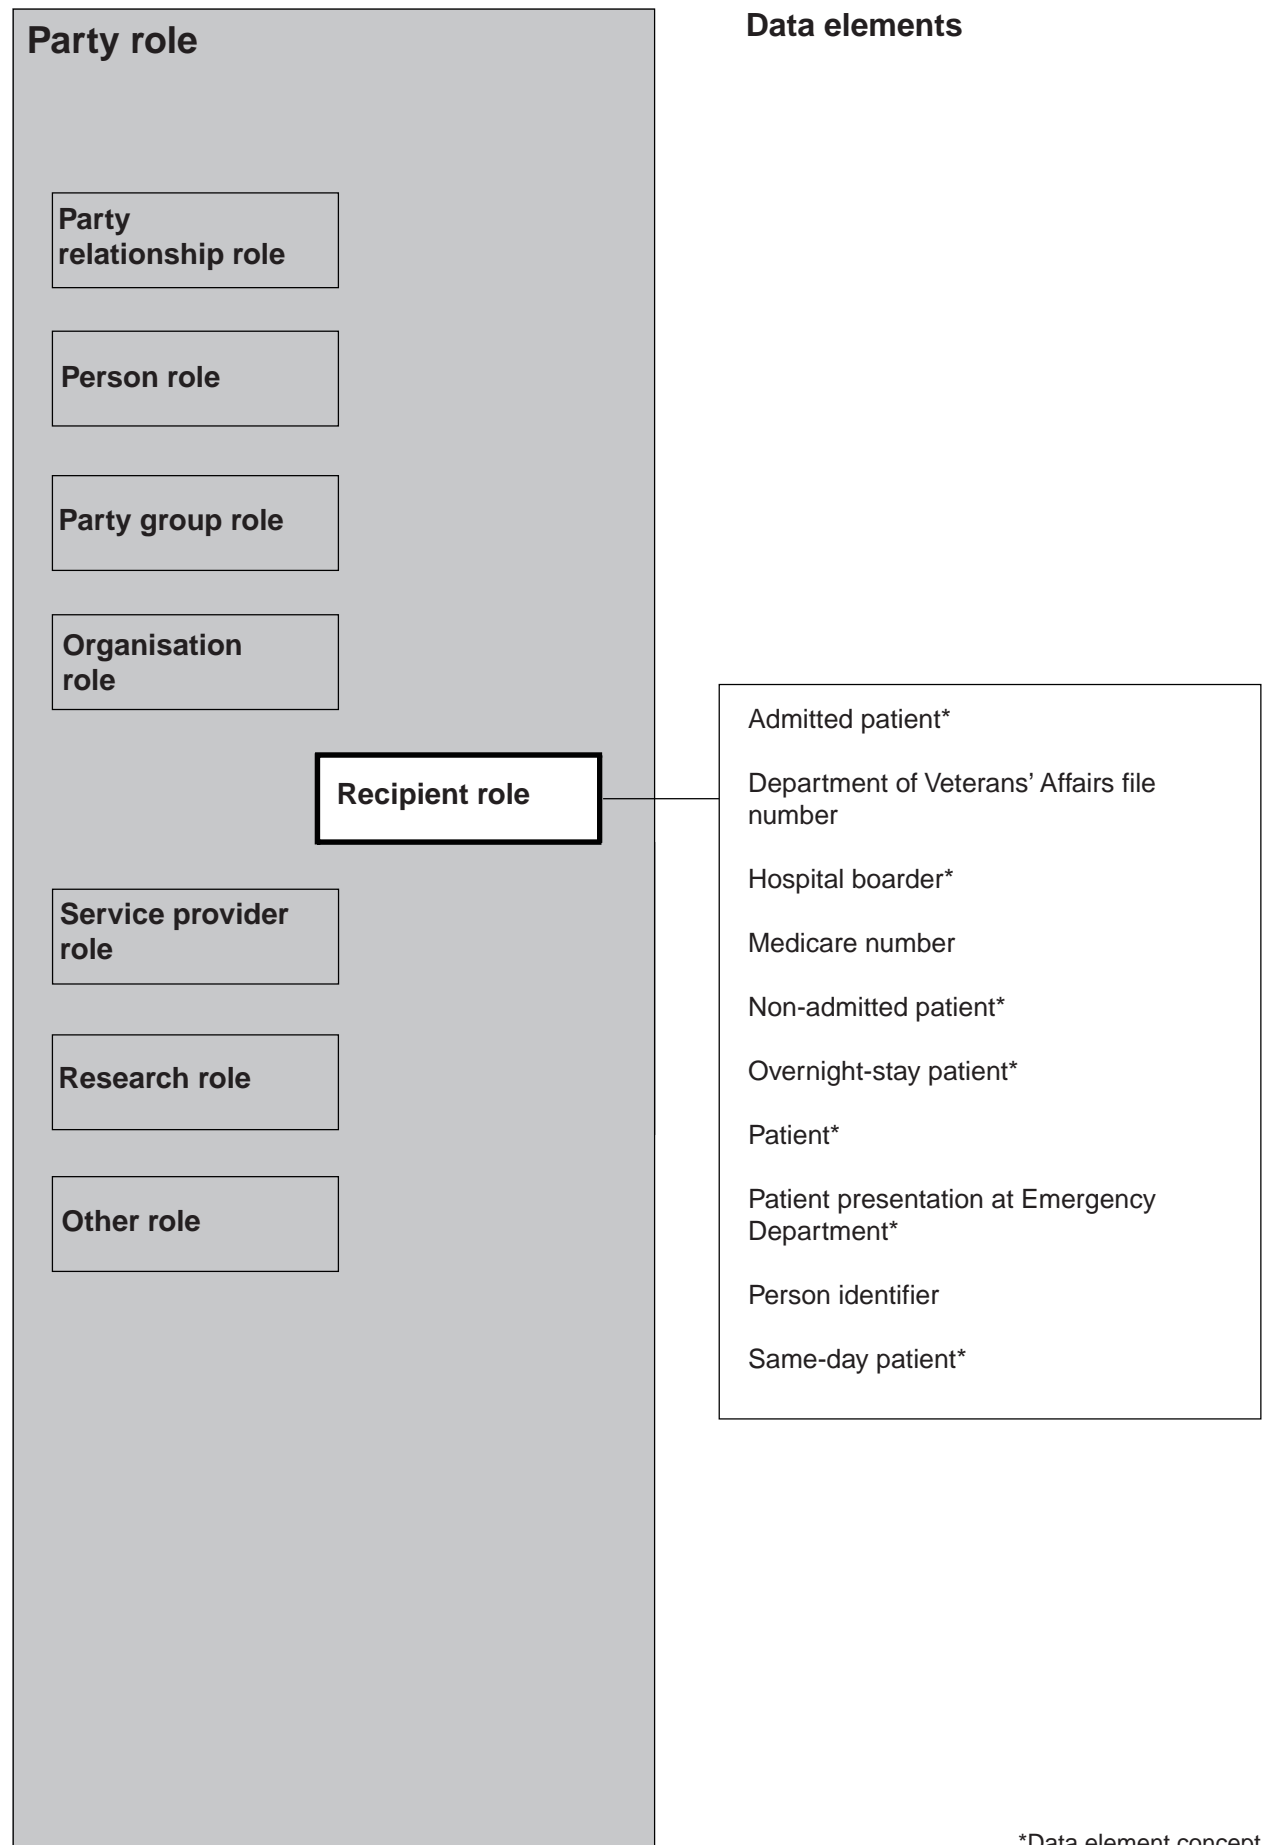 Party role
Data elements
Party
relationship role
Person role
Party group role
Organisation
role
Recipient role
Service provider
role
Research role
Other role
Admitted patient*
Department of Veterans’ Affairs file
number
Hospital boarder*
Medicare number
Non-admitted patient*
Overnight-stay patient*
Patient*
Patient presentation at Emergency
Department*
Person identifier
Same-day patient*
*Data element concept